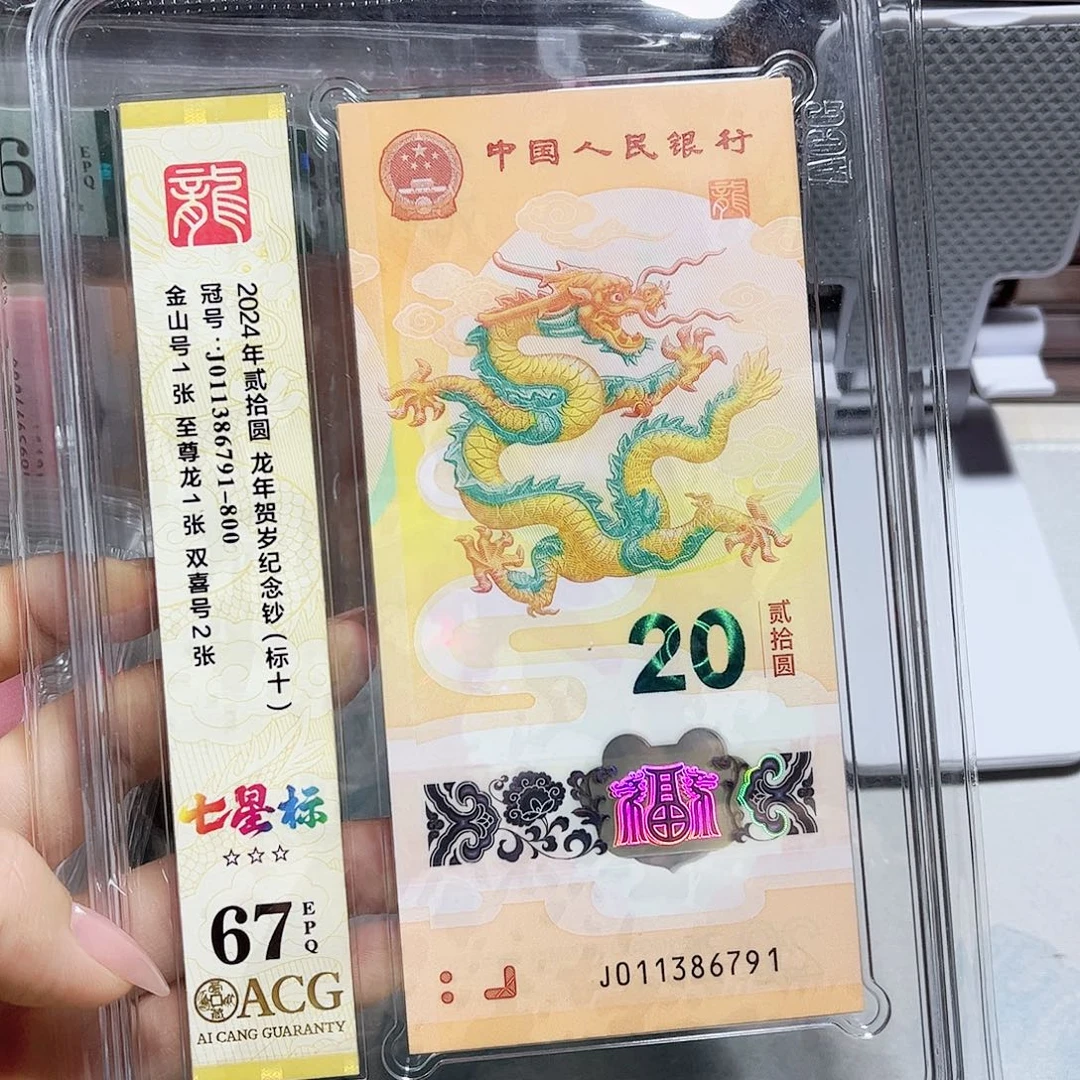 龍
2024年贰拾圆 龙年贺岁纪念钞(标十)
冠号:J011386791-800
金山号1张 至尊龙1张 双喜号2张
七星标
☆☆☆
67 EPQ
ACG
AI CANG GUARANTY
中国人民银行
龍
20
贰拾圆
福
J011386791
ACG
6
EPQ